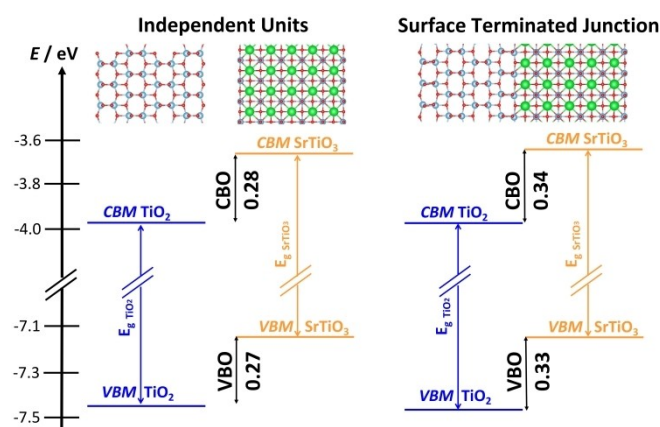 Independent Units
Surface Terminated Junction
E / eV
-3.6
-3.8
-4.0
-7.1
-7.3
-7.5
CBM SrTiO3
CBO
0.28
CBM TiO2
Eg SrTiO3
Eg TiO2
VBM SrTiO3
VBO
0.27
VBM TiO2
CBM SrTiO3
CBO
0.34
CBM TiO2
Eg SrTiO3
Eg TiO2
VBM SrTiO3
VBO
0.33
VBM TiO2